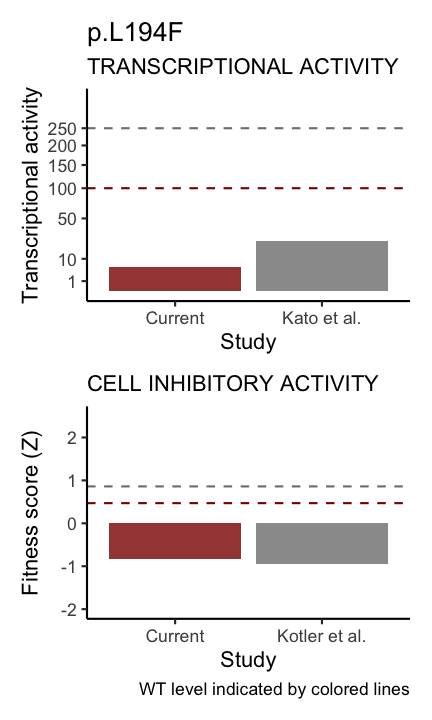 p.L194F
TRANSCRIPTIONAL ACTIVITY
Transcriptional activity
250
200
150
100
50
10
1
Current
Kato et al.
Study
CELL INHIBITORY ACTIVITY
Fitness score (Z)
2
1
0
-1
-2
Current
Kotler et al.
Study
WT level indicated by colored lines